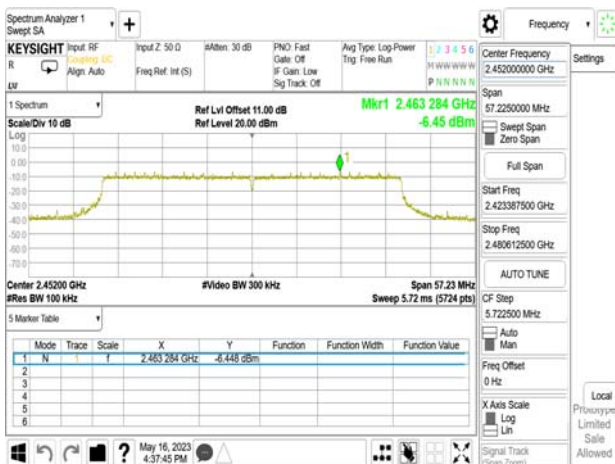 Spectrum Analyzer 1
Swept SA
+
Frequency
KEYSIGHT
R
Input: RF
Coupling: DC
Align: Auto
Input Z: 50 Ω
Freq Ref: Int (S)
#Atten: 30 dB
PNO: Fast
Gate: Off
IF Gain: Low
Sig Track: Off
Avg Type: Log-Power
Trig: Free Run
1 2 3 4 5 6
M W W W W W
P N N N N N
1 Spectrum
Scale/Div 10 dB
Ref Lvl Offset 11.00 dB
Ref Level 20.00 dBm
Mkr1 2.463 284 GHz
-6.45 dBm
Log
10.0
0.00
-10.0
-20.0
-30.0
-40.0
-50.0
-60.0
-70.0
1
Center 2.45200 GHz
#Res BW 100 kHz
#Video BW 300 kHz
Span 57.23 MHz
Sweep 5.72 ms (5724 pts)
5 Marker Table
Mode Trace Scale X Y Function Function Width Function Value
1 N 1 f 2.463 284 GHz -6.448 dBm
2
3
4
5
6
?
May 16, 2023
4:37:45 PM
Center Frequency
2.452000000 GHz
Settings
Span
57.2250000 MHz
Swept Span
Zero Span
Full Span
Start Freq
2.423387500 GHz
Stop Freq
2.480612500 GHz
AUTO TUNE
CF Step
5.722500 MHz
Auto
Man
Freq Offset
0 Hz
X Axis Scale
Log
Lin
Signal Track
(Span Zoom)
Local
Prototype
Limited
Sale
Allowed